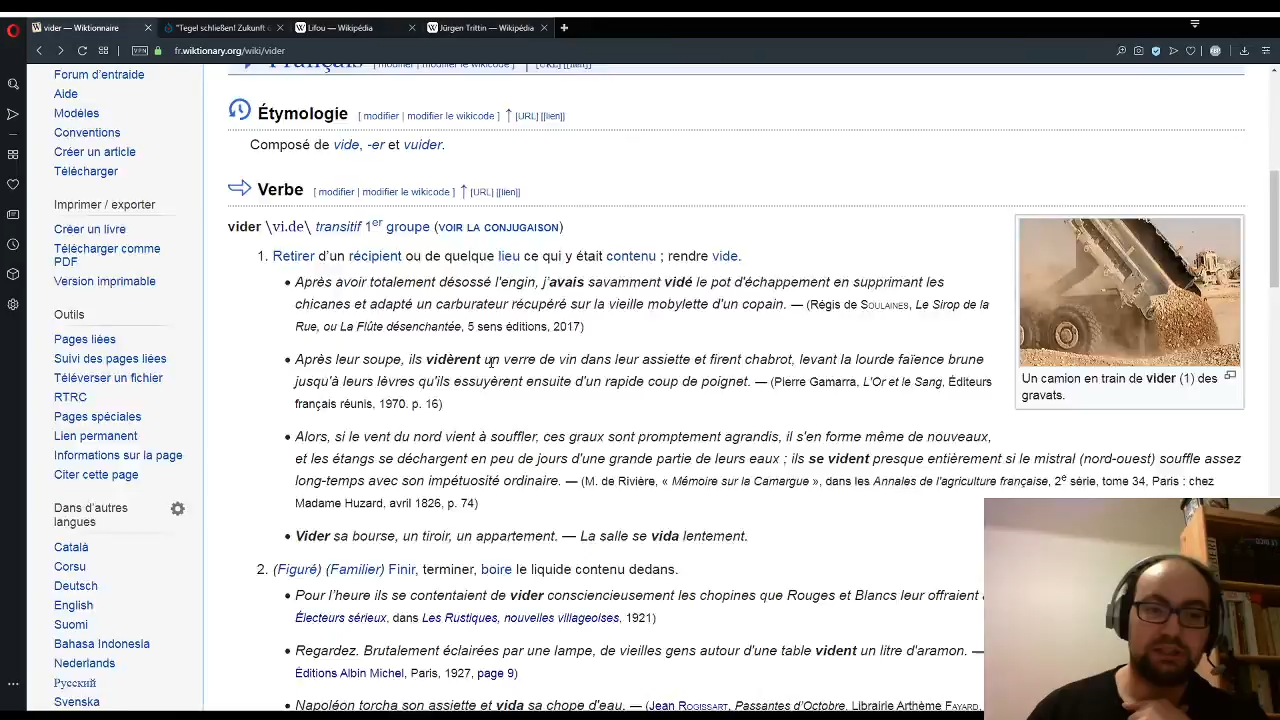 vider — Wiktionnaire
"Tegel schließen! Zukunft
Lifou — Wikipédia
Jürgen Trittin — Wikipédia
VPN
fr.wiktionary.org/wiki/vider
Forum d'entraide
Aide
Modèles
Conventions
Créer un article
Télécharger
Imprimer / exporter
Créer un livre
Télécharger comme
PDF
Version imprimable
Outils
Pages liées
Suivi des pages liées
Téléverser un fichier
RTRC
Pages spéciales
Lien permanent
Informations sur la page
Citer cette page
Dans d'autres
langues
Català
Corsu
Deutsch
English
Suomi
Bahasa Indonesia
Nederlands
Русский
Svenska
Français [ modifier | modifier le wikicode ] ↑ [URL] [[lien]]
Étymologie [ modifier | modifier le wikicode ] ↑ [URL] [[lien]]
Composé de vide, -er et vuider.
Verbe [ modifier | modifier le wikicode ] ↑ [URL] [[lien]]
vider \vi.de\ transitif 1er groupe (VOIR LA CONJUGAISON)
1. Retirer d'un récipient ou de quelque lieu ce qui y était contenu ; rendre vide.
• Après avoir totalement désossé l'engin, j'avais savamment vidé le pot d'échappement en supprimant les
chicanes et adapté un carburateur récupéré sur la vieille mobylette d'un copain. — (Régis de SOULAINES, Le Sirop de la
Rue, ou La Flûte désenchantée, 5 sens éditions, 2017)
• Après leur soupe, ils vidèrent un verre de vin dans leur assiette et firent chabrot, levant la lourde faïence brune
jusqu'à leurs lèvres qu'ils essuyèrent ensuite d'un rapide coup de poignet. — (Pierre Gamarra, L'Or et le Sang, Éditeurs
français réunis, 1970. p. 16)
• Alors, si le vent du nord vient à souffler, ces graux sont promptement agrandis, il s'en forme même de nouveaux,
et les étangs se déchargent en peu de jours d'une grande partie de leurs eaux ; ils se vident presque entièrement si le mistral (nord-ouest) souffle assez
long-temps avec son impétuosité ordinaire. — (M. de Rivière, « Mémoire sur la Camargue », dans les Annales de l'agriculture française, 2e série, tome 34, Paris : chez
Madame Huzard, avril 1826, p. 74)
• Vider sa bourse, un tiroir, un appartement. — La salle se vida lentement.
2. (Figuré) (Familier) Finir, terminer, boire le liquide contenu dedans.
• Pour l'heure ils se contentaient de vider consciencieusement les chopines que Rouges et Blancs leur offraient
Électeurs sérieux, dans Les Rustiques, nouvelles villageoises, 1921)
• Regardez. Brutalement éclairées par une lampe, de vieilles gens autour d'une table vident un litre d'aramon. —
Éditions Albin Michel, Paris, 1927, page 9)
• Napoléon torcha son assiette et vida sa chope d'eau. — (Jean ROGISSART, Passantes d'Octobre, Librairie Arthème FAYARD,
Un camion en train de vider (1) des
gravats.